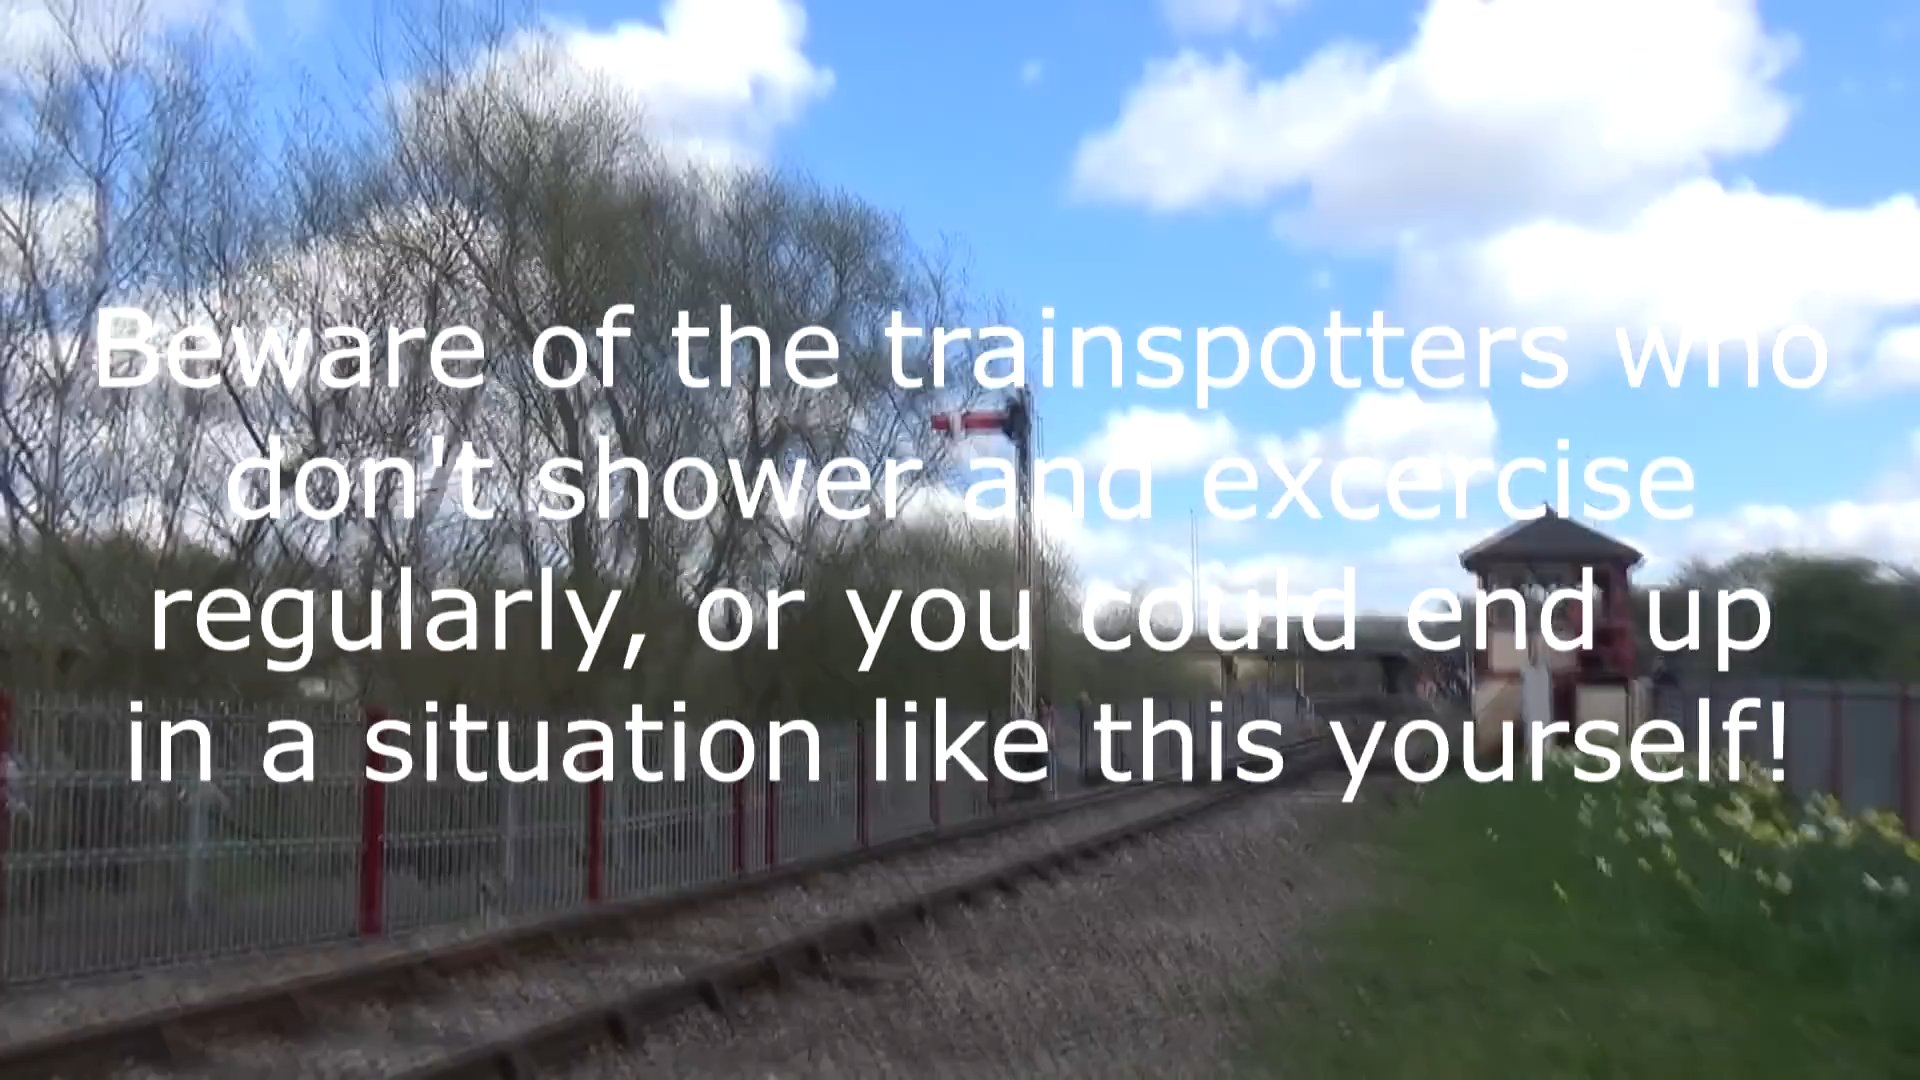 Beware of the trainspotters who
don't shower and excercise
regularly, or you could end up
in a situation like this yourself!